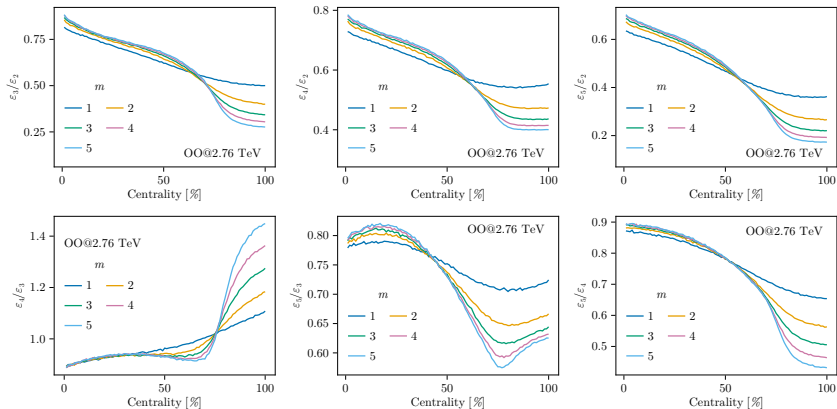 ε3/ε2
0.75
0.50
0.25
m
1 2
3 4
5
OO@2.76 TeV
0 50 100
Centrality [%]
ε4/ε2
0.8
0.6
0.4
m
1 2
3 4
5
OO@2.76 TeV
0 50 100
Centrality [%]
ε5/ε2
0.6
0.4
0.2
m
1 2
3 4
5
OO@2.76 TeV
0 50 100
Centrality [%]
ε4/ε3
1.4
1.2
1.0
OO@2.76 TeV
m
1 2
3 4
5
0 50 100
Centrality [%]
ε5/ε3
0.80
0.75
0.70
0.65
0.60
OO@2.76 TeV
m
1 2
3 4
5
0 50 100
Centrality [%]
ε5/ε4
0.9
0.8
0.7
0.6
0.5
OO@2.76 TeV
m
1 2
3 4
5
0 50 100
Centrality [%]